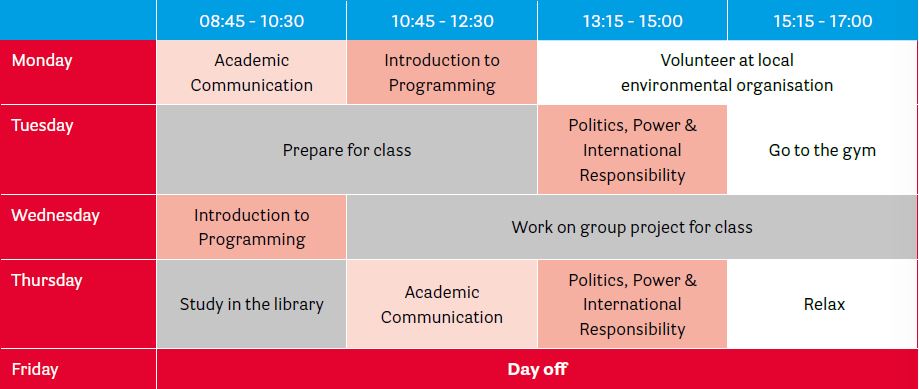 08:45 - 10:30 10:45 - 12:30 13:15 - 15:00 15:15 - 17:00
Monday
Academic
Communication
Introduction to
Programming
Volunteer at local
environmental organisation
Tuesday
Prepare for class
Politics, Power &
International
Responsibility
Go to the gym
Wednesday
Introduction to
Programming
Work on group project for class
Thursday
Study in the library
Academic
Communication
Politics, Power &
International
Responsibility
Relax
Friday
Day off